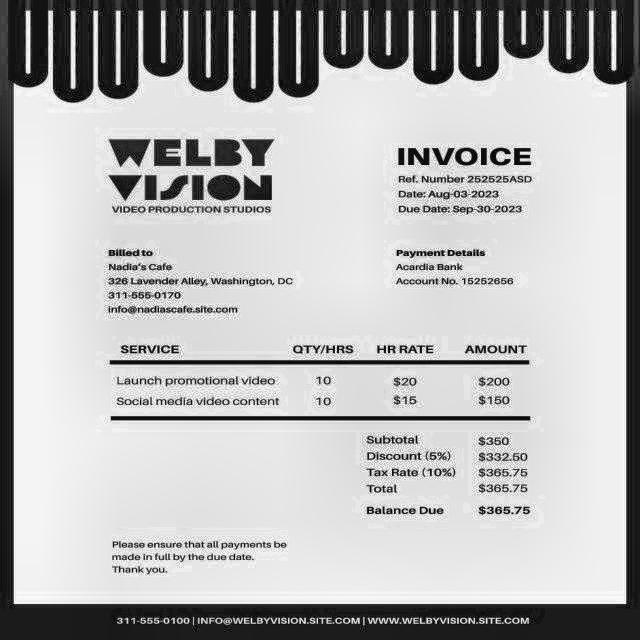 WELBY
VISION
VIDEO PRODUCTION STUDIOS
INVOICE
Ref. Number 252525ASD
Date: Aug-03-2023
Due Date: Sep-30-2023
Billed to
Nadia's Cafe
326 Lavender Alley, Washington, DC
311-555-0170
info@nadiascafe.site.com
Payment Details
Acardia Bank
Account No. 15252656
SERVICE QTY/HRS HR RATE AMOUNT
Launch promotional video 10 $20 $200
Social media video content 10 $15 $150
Subtotal $350
Discount (5%) $332.50
Tax Rate (10%) $365.75
Total $365.75
Balance Due $365.75
Please ensure that all payments be
made in full by the due date.
Thank you.
311-555-0100 | INFO@WELBYVISION.SITE.COM | WWW.WELBYVISION.SITE.COM